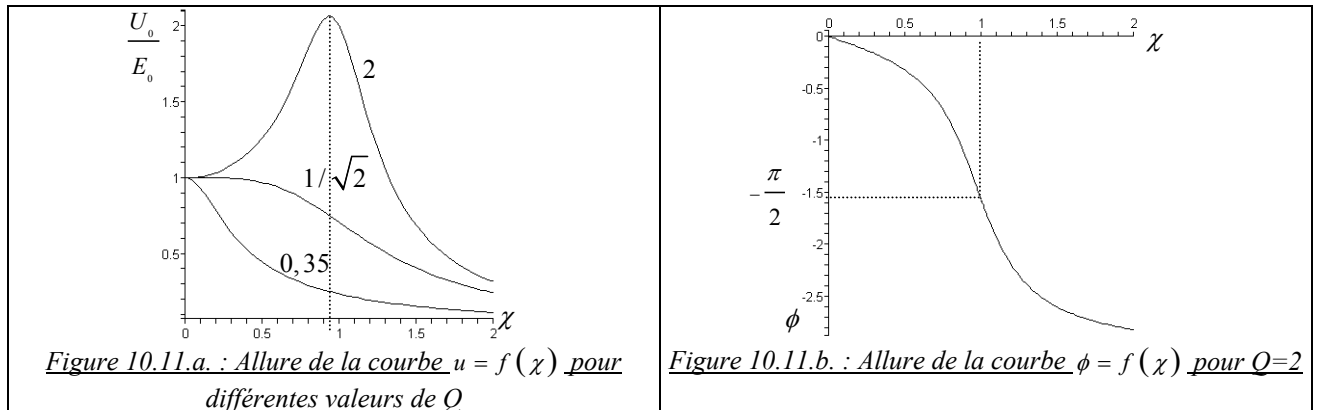 U₀
E₀
2
1.5
1
0.5
2
1/√2
0,35
0
0.5
1
1.5
2
χ
Figure 10.11.a. : Allure de la courbe u = f (χ) pour
différentes valeurs de Q
0
0.5
1
1.5
2
χ
0
-0.5
-1
-1.5
-2
-2.5
-π
2
ϕ
Figure 10.11.b. : Allure de la courbe ϕ = f (χ) pour Q=2